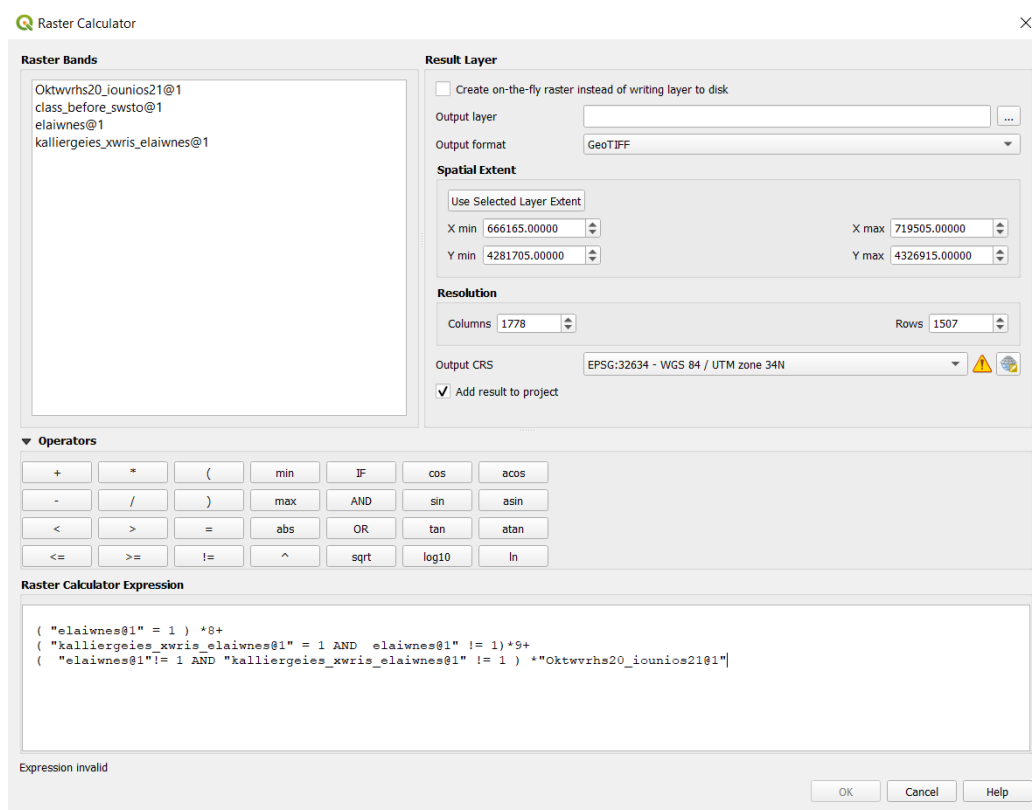 Raster Calculator
Raster Bands
Oktwvrhs20_iounios21@1
class_before_swsto@1
elaiwnes@1
kalliergeies_xwris_elaiwnes@1
Result Layer
Create on-the-fly raster instead of writing layer to disk
Output layer
...
Output format GeoTIFF
Spatial Extent
Use Selected Layer Extent
X min 666165.00000 X max 719505.00000
Y min 4281705.00000 Y max 4326915.00000
Resolution
Columns 1778 Rows 1507
Output CRS EPSG:32634 - WGS 84 / UTM zone 34N
Add result to project
Operators
+ * ( min IF cos acos
- / ) max AND sin asin
< > = abs OR tan atan
<= >= != ^ sqrt log10 ln
Raster Calculator Expression
( "elaiwnes@1" = 1 ) *8+
( "kalliergeies_xwris_elaiwnes@1" = 1 AND  elaiwnes@1" != 1)*9+
(  "elaiwnes@1"!= 1 AND "kalliergeies_xwris_elaiwnes@1" != 1 ) *"Oktwvrhs20_iounios21@1"
Expression invalid
OK Cancel Help